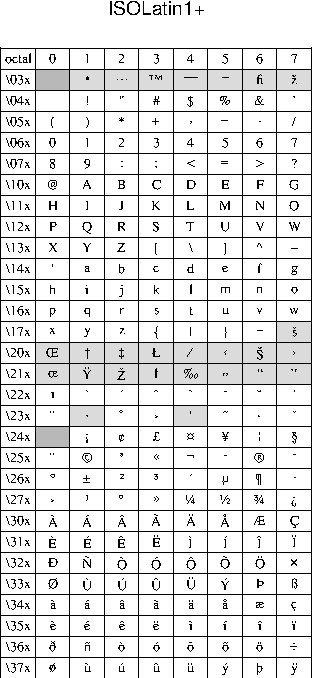 ISOLatin1+
octal 0 1 2 3 4 5 6 7
\03x • … ™ — – fi ž
\04x ! " # $ % & ’
\05x ( ) * + , − . /
\06x 0 1 2 3 4 5 6 7
\07x 8 9 : ; < = > ?
\10x @ A B C D E F G
\11x H I J K L M N O
\12x P Q R S T U V W
\13x X Y Z [ \ ] ^ _
\14x ‘ a b c d e f g
\15x h i j k l m n o
\16x p q r s t u v w
\17x x y z { | } ~ š
\20x Œ † ‡ Ł ⁄ ‹ Š ›
\21x œ Ÿ Ž ł ‰ „ “ ”
\22x ı ` ´ ˆ ˜ ¯ ˘ ˙
\23x ¨ ‚ ˚ ¸ ' ˝ ˛ ˇ
\24x ¡ ¢ £ ¤ ¥ ¦ §
\25x ¨ © ª « ¬ - ® ¯
\26x ° ± ² ³ ´ µ ¶ ·
\27x ¸ ¹ º » ¼ ½ ¾ ¿
\30x À Á Â Ã Ä Å Æ Ç
\31x È É Ê Ë Ì Í Î Ï
\32x Ð Ñ Ò Ó Ô Õ Ö ×
\33x Ø Ù Ú Û Ü Ý Þ ß
\34x à á â ã ä å æ ç
\35x è é ê ë ì í î ï
\36x ð ñ ò ó ô õ ö ÷
\37x ø ù ú û ü ý þ ÿ